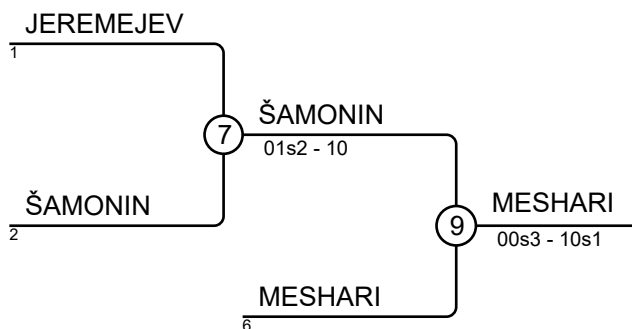 JEREMEJEV
1
7
ŠAMONIN
01s2 - 10
ŠAMONIN
2
9
MESHARI
00s3 - 10s1
MESHARI
6